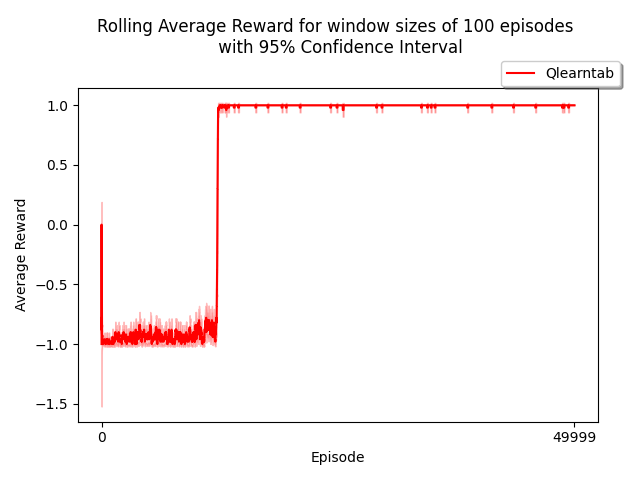 Rolling Average Reward for window sizes of 100 episodes
with 95% Confidence Interval
Qlearntab
1.0
0.5
0.0
−0.5
−1.0
−1.5
Average Reward
0 49999
Episode